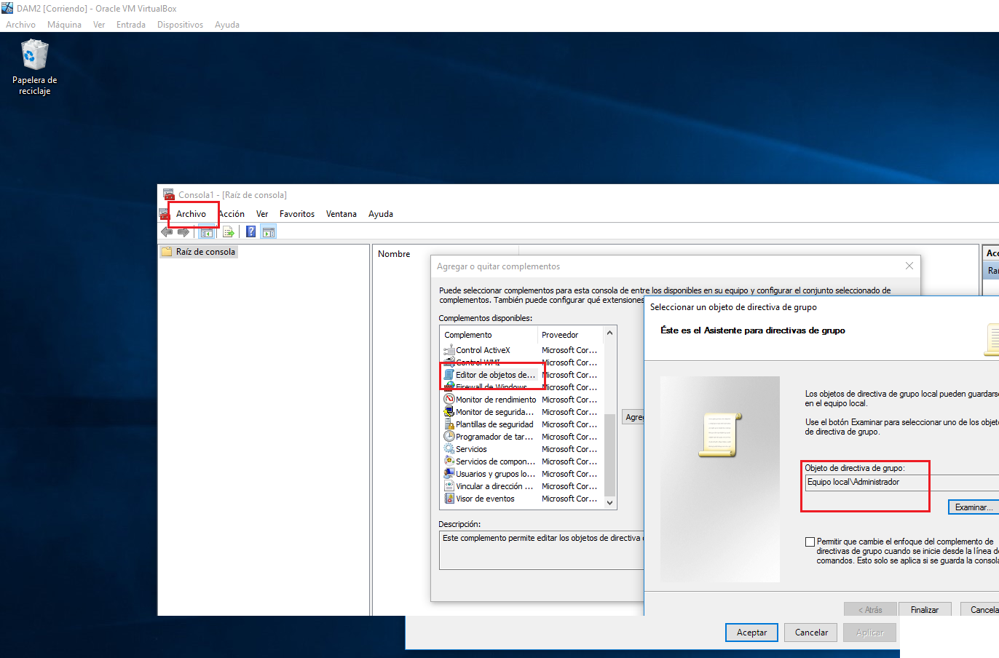 DAM2 [Corriendo] - Oracle VM VirtualBox
Archivo Máquina Ver Entrada Dispositivos Ayuda
Papelera de
reciclaje
Consola1 - [Raíz de consola]
Archivo Acción Ver Favoritos Ventana Ayuda
Raíz de consola
Nombre
Agregar o quitar complementos
Puede seleccionar complementos para esta consola de entre los disponibles en su equipo y configurar el conjunto seleccionado de
complementos. También puede configurar qué extensiones
Complementos disponibles:
Complemento Proveedor
Control ActiveX Microsoft Cor...
Control WMI Microsoft Cor...
Editor de objetos de... Microsoft Cor...
Firewall de Windows Microsoft Cor...
Monitor de rendimiento Microsoft Cor...
Monitor de segurida... Microsoft Cor...
Plantillas de seguridad Microsoft Cor...
Programador de tar... Microsoft Cor...
Servicios Microsoft Cor...
Servicios de compon... Microsoft Cor...
Usuarios y grupos lo... Microsoft Cor...
Vincular a dirección ... Microsoft Cor...
Visor de eventos Microsoft Cor...
Agreg
Descripción:
Este complemento permite editar los objetos de directiva
Acc
Raí
Seleccionar un objeto de directiva de grupo
Éste es el Asistente para directivas de grupo
Los objetos de directiva de grupo local pueden guardarse
en el equipo local.
Use el botón Examinar para seleccionar uno de los objeto
de directiva de grupo.
Objeto de directiva de grupo:
Equipo local\Administrador
Examinar...
Permitir que cambie el enfoque del complemento de
directivas de grupo cuando se inicie desde la línea de
comandos. Esto solo se aplica si se guarda la consola
< Atrás Finalizar Cancela
Aceptar Cancelar Aplicar